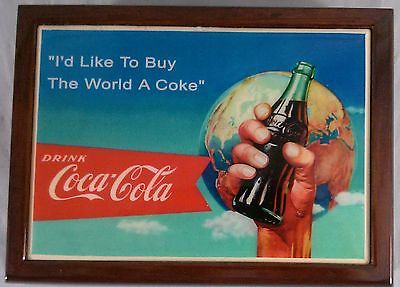 "I'd Like To Buy
The World A Coke"
DRINK
Coca-Cola